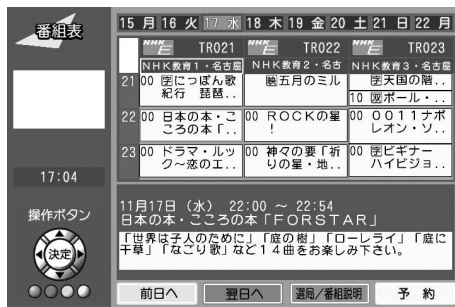 番組表
15 月 16 火 17 水 18 木 19 金 20 土 21 日 22 月
NHK E TR021
NHK教育1・名古屋
NHK E TR022
NHK教育2・名古
NHK E TR023
NHK教育3・名古屋
21 00 字にっぽん歌紀行 琵琶..
映五月のミル
字天国の階..
10 双ポール・..
22 00 日本の本・こころの本「..
00 ROCKの星!
00 0011ナポレオン・ソ..
23 00 ドラマ・ルック〜恋のエ..
00 神々の要「祈りの星・地..
00 字ビギナーハイビジョ..
17:04
操作ボタン
決定
11月17日 (水) 22:00 〜 22:54
日本の本・こころの本「FORSTAR」
「世界は子人のために」「庭の樹」「ローレライ」「庭に
干草」「なごり歌」など14曲をお楽しみ下さい。
前日へ
翌日へ
選局/番組説明
予 約